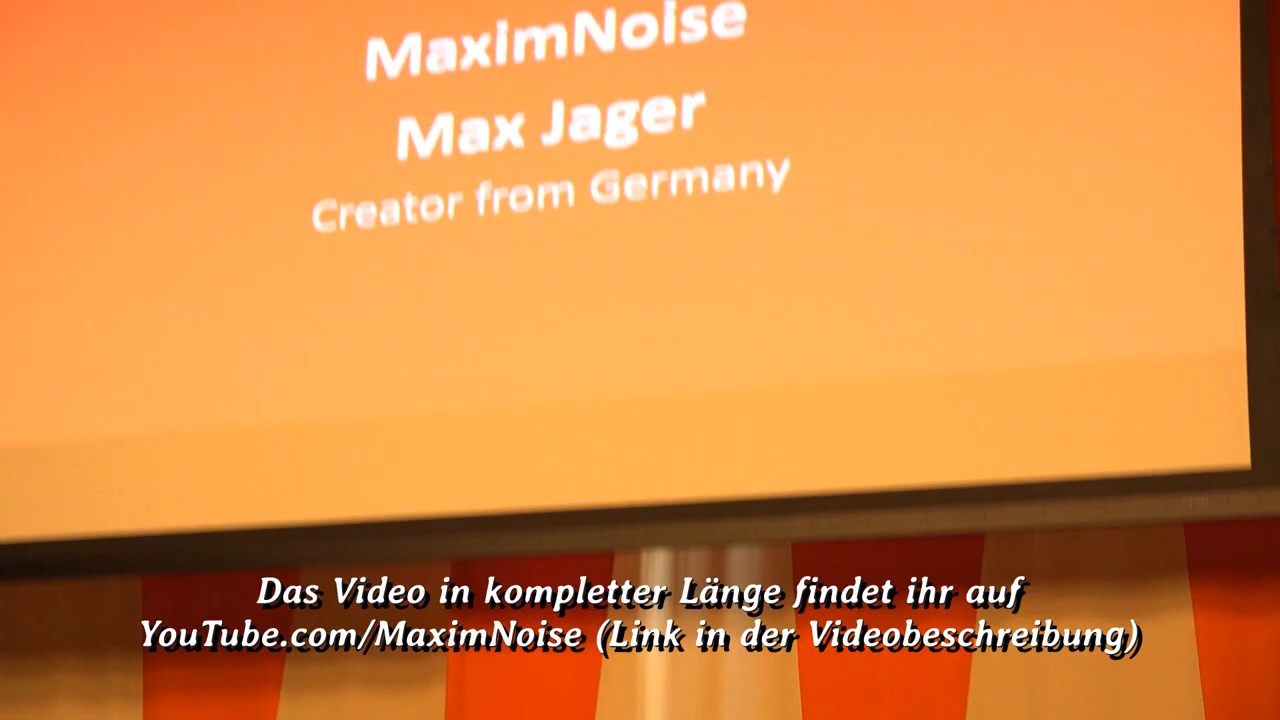 MaximNoise
Max Jager
Creator from Germany
Das Video in kompletter Länge findet ihr auf
YouTube.com/MaximNoise (Link in der Videobeschreibung)